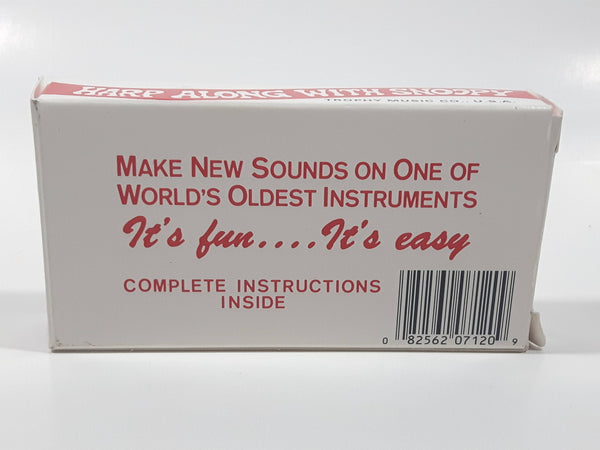 HARP ALONG WITH SNOOPY
TROPHY MUSIC CO., U.S.A.
MAKE NEW SOUNDS ON ONE OF
WORLD'S OLDEST INSTRUMENTS
It's fun....It's easy
COMPLETE INSTRUCTIONS
INSIDE
0 82562 07120 9